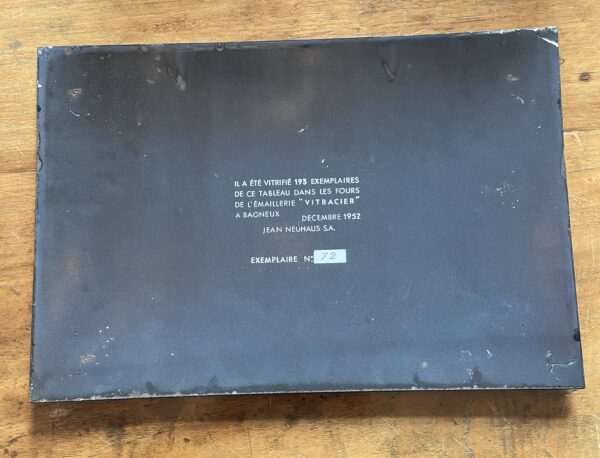 IL A ÉTÉ VITRIFIÉ 193 EXEMPLAIRES
DE CE TABLEAU DANS LES FOURS
DE L'ÉMAILLERIE "VITRACIER"
A BAGNEUX DECEMBRE 1952
JEAN NEUHAUS S.A.
EXEMPLAIRE N° 72